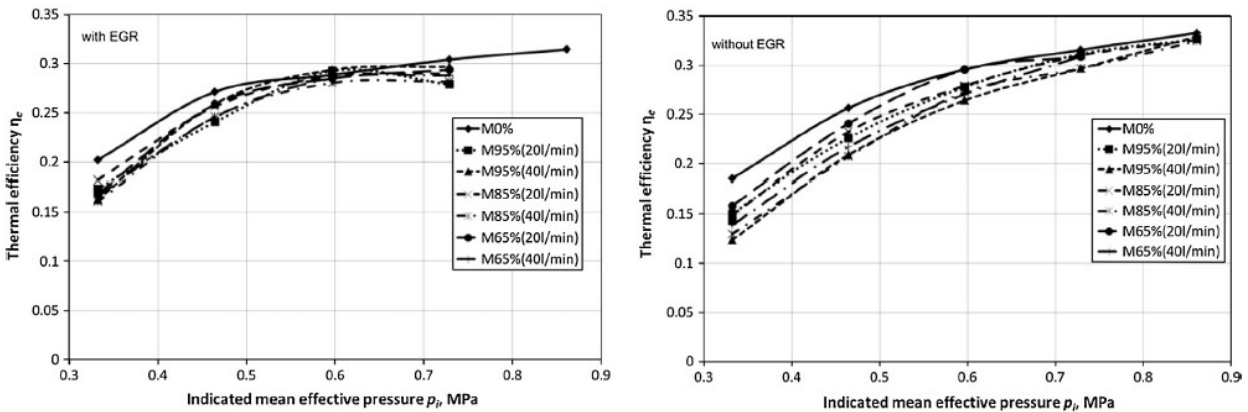 with EGR
Thermal efficiency ηe
0.35
0.3
0.25
0.2
0.15
0.1
0.05
0
0.3 0.4 0.5 0.6 0.7 0.8 0.9
Indicated mean effective pressure pi, MPa
M0%
M95%(20l/min)
M95%(40l/min)
M85%(20l/min)
M85%(40l/min)
M65%(20l/min)
M65%(40l/min)
without EGR
Thermal efficiency ηe
0.35
0.3
0.25
0.2
0.15
0.1
0.05
0
0.3 0.4 0.5 0.6 0.7 0.8 0.9
Indicated mean effective pressure pi, MPa
M0%
M95%(20l/min)
M95%(40l/min)
M85%(20l/min)
M85%(40l/min)
M65%(20l/min)
M65%(40l/min)